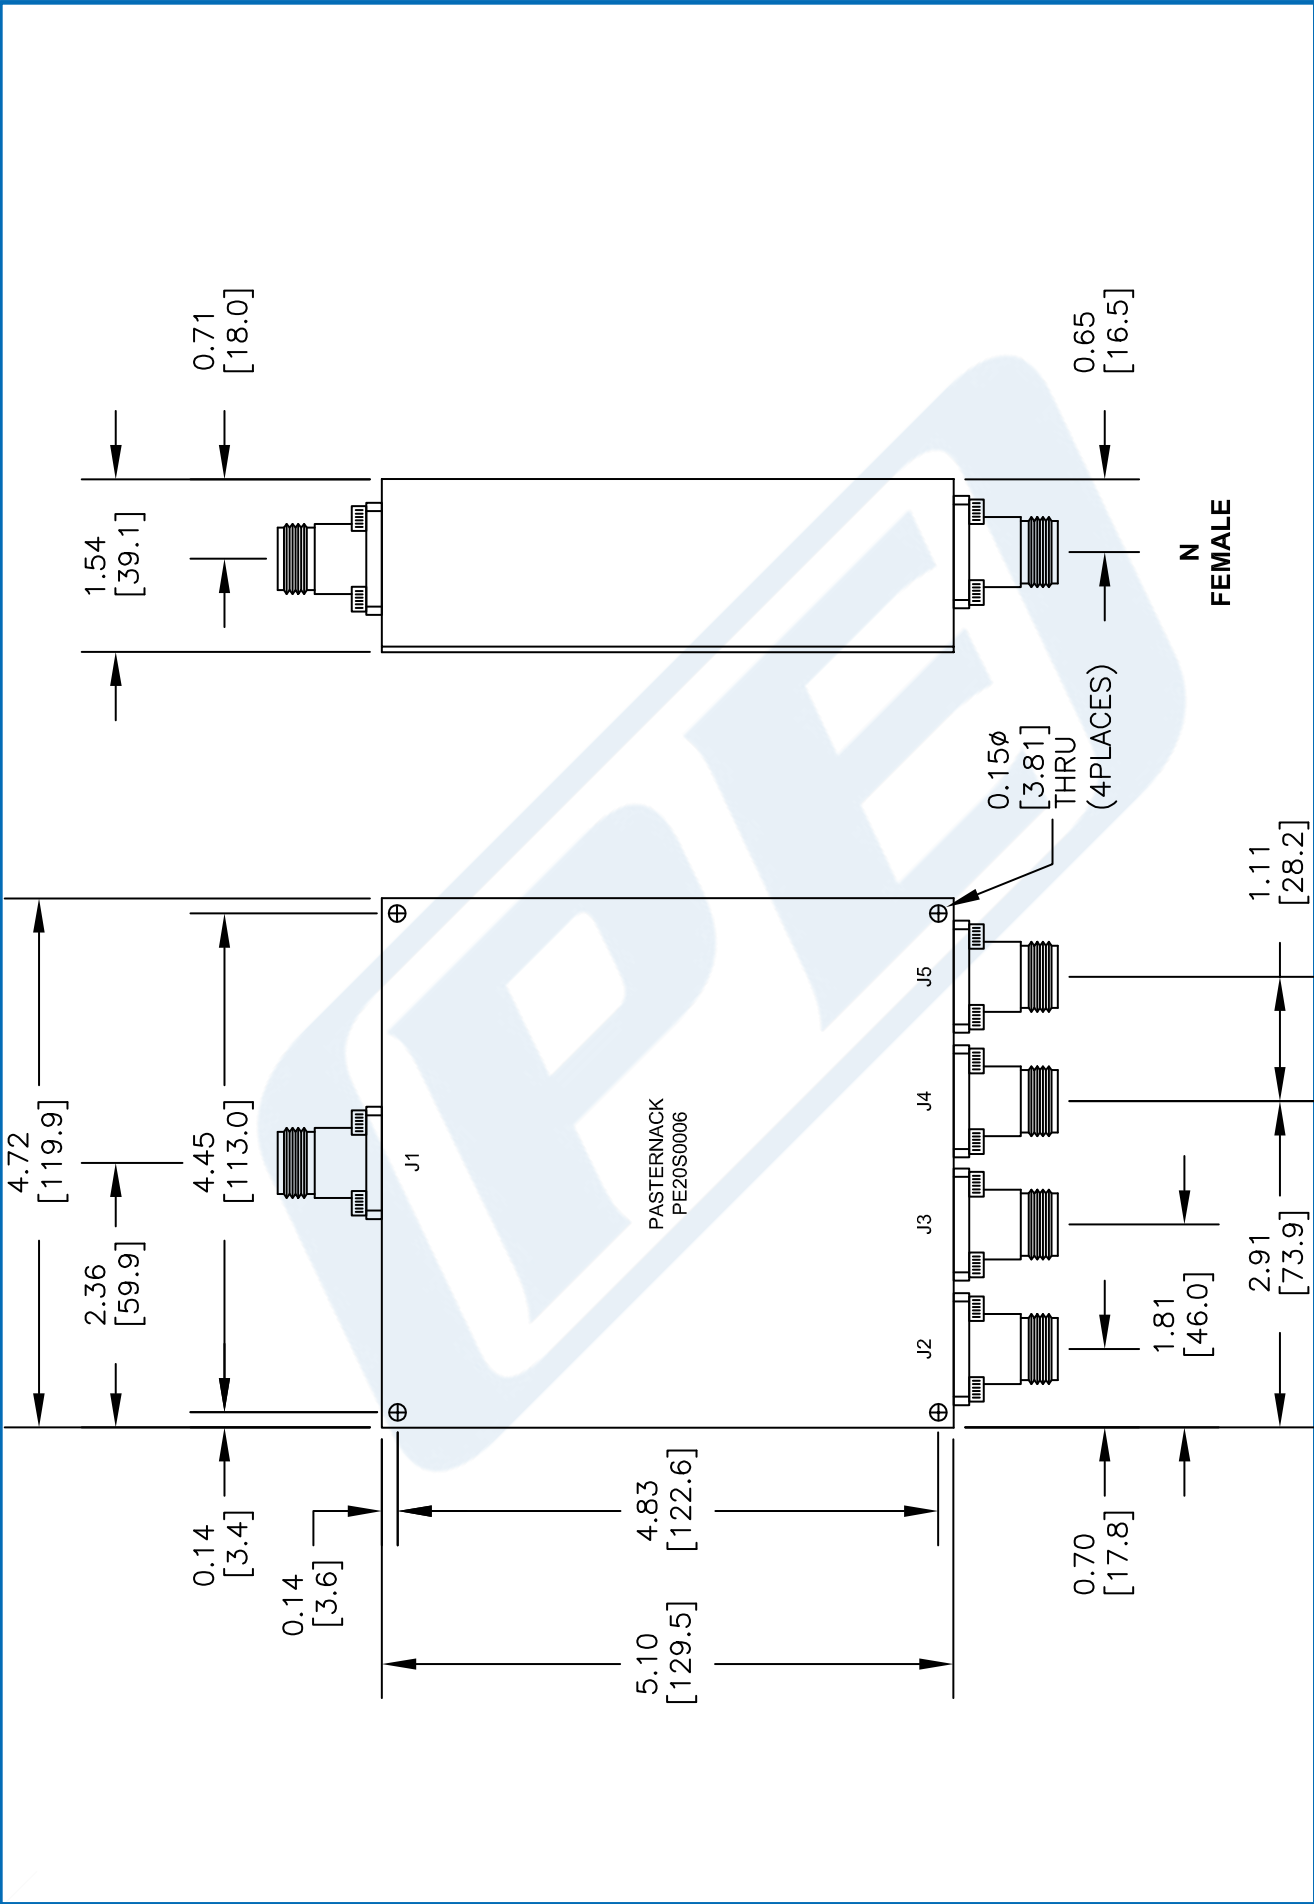 4.72
[119.9]
2.36
[59.9]
4.45
[113.0]
0.14
[3.4]
0.14
[3.6]
1.54
[39.1]
0.71
[18.0]
J1
PASTERNACK
PE20S0006
4.83
[122.6]
5.10
[129.5]
J2
J3
J4
J5
0.15ø
[3.81]
THRU
(4PLACES)
0.65
[16.5]
N
FEMALE
0.70
[17.8]
1.81
[46.0]
2.91
[73.9]
1.11
[28.2]
PE